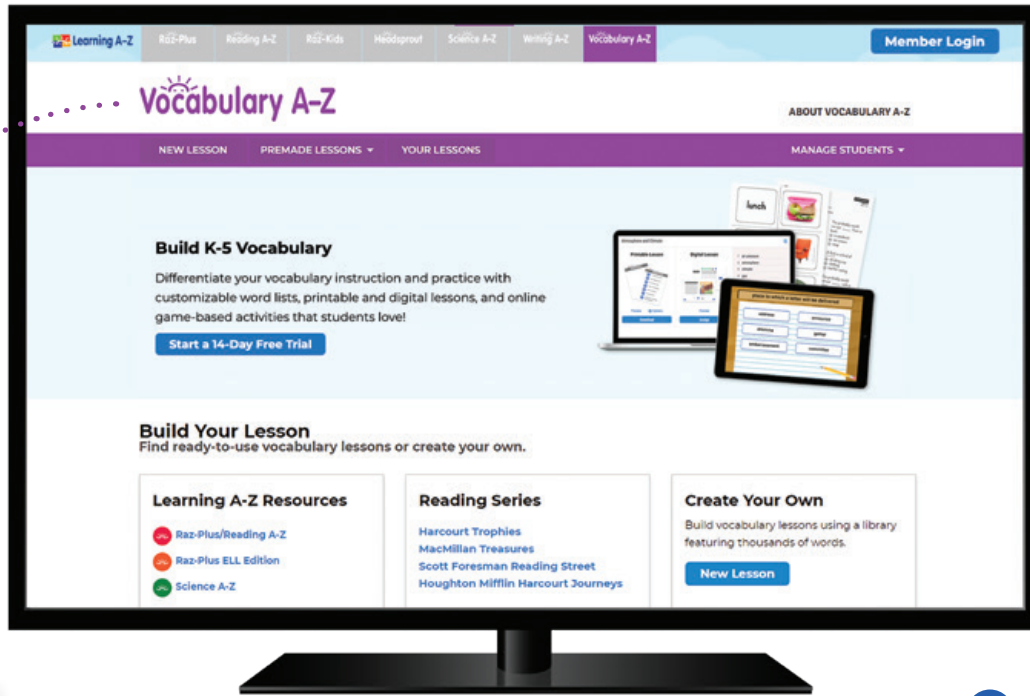 Learning A-Z
Raz-Plus
Reading A-Z
Raz-Kids
Headsprout
Science A-Z
Writing A-Z
Vocabulary A-Z
Member Login
Vocabulary A-Z
ABOUT VOCABULARY A-Z
NEW LESSON
PREMADE LESSONS
YOUR LESSONS
MANAGE STUDENTS
Build K-5 Vocabulary
Differentiate your vocabulary instruction and practice with
customizable word lists, printable and digital lessons, and online
game-based activities that students love!
Start a 14-Day Free Trial
lunch
Printable Lesson
Digital Lesson
Build Your Lesson
Find ready-to-use vocabulary lessons or create your own.
Learning A-Z Resources
Raz-Plus/Reading A-Z
Raz-Plus ELL Edition
Science A-Z
Reading Series
Harcourt Trophies
MacMillan Treasures
Scott Foresman Reading Street
Houghton Mifflin Harcourt Journeys
Create Your Own
Build vocabulary lessons using a library
featuring thousands of words.
New Lesson